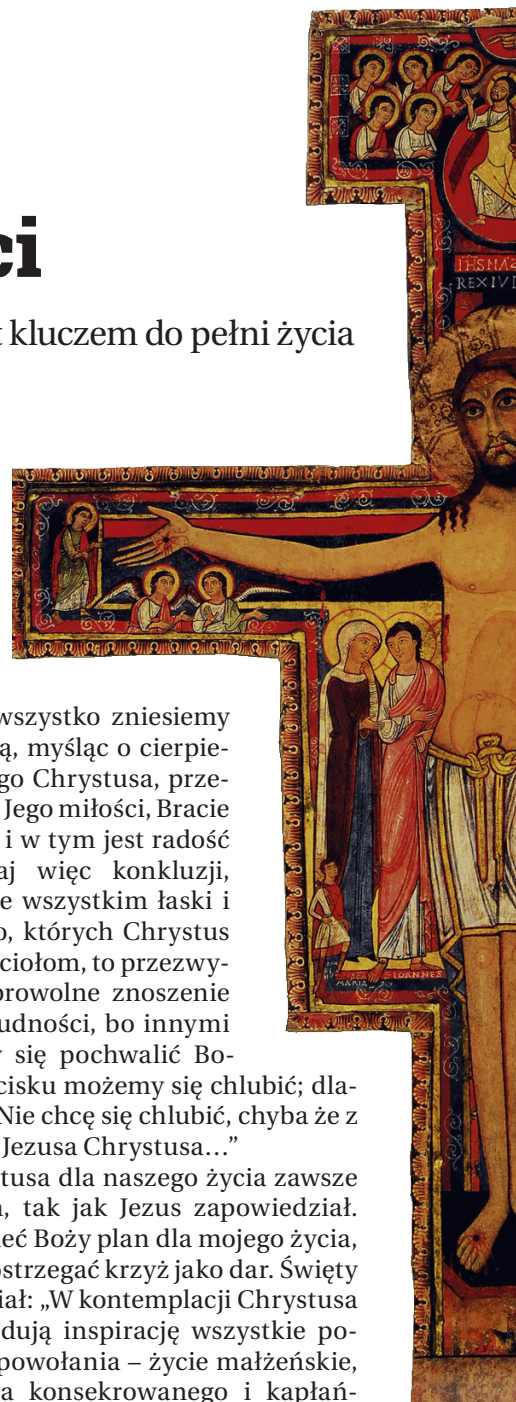 ci
t kluczem do pełni życia
IHS NAZ
REX IVD
wszystko zniesiemy
ą, myśląc o cierpie-
go Chrystusa, prze-
Jego miłości, Bracie
i w tym jest radość
aj więc konkluzji,
e wszystkim łaski i
o, których Chrystus
ciołom, to przezwy-
browolne znoszenie
udności, bo innymi
y się pochwalić Bo-
cisku możemy się chlubić; dla-
Nie chcę się chlubić, chyba że z
Jezusa Chrystusa…”
tusa dla naszego życia zawsze
, tak jak Jezus zapowiedział.
ieć Boży plan dla mojego życia,
ostrzegać krzyż jako dar. Święty
iał: „W kontemplacji Chrystusa
dują inspirację wszystkie po-
powołania – życie małżeńskie,
a konsekrowanego i kapłań-
MARIA
IOANNES